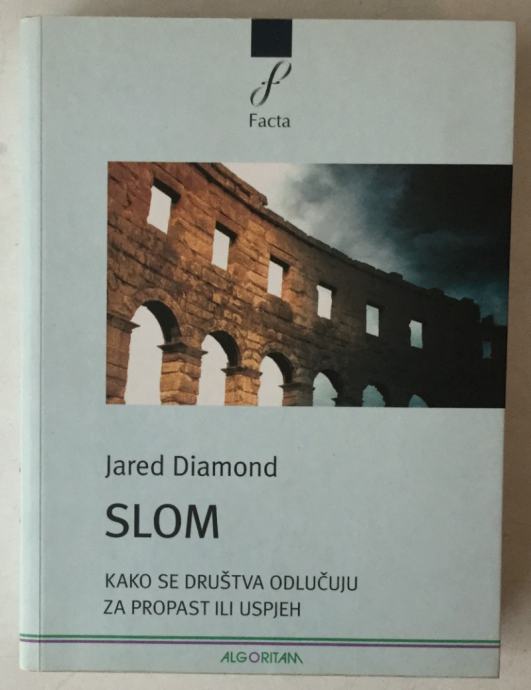 Facta
Jared Diamond
SLOM
KAKO SE DRUŠTVA ODLUČUJU
ZA PROPAST ILI USPJEH
ALGORITAM